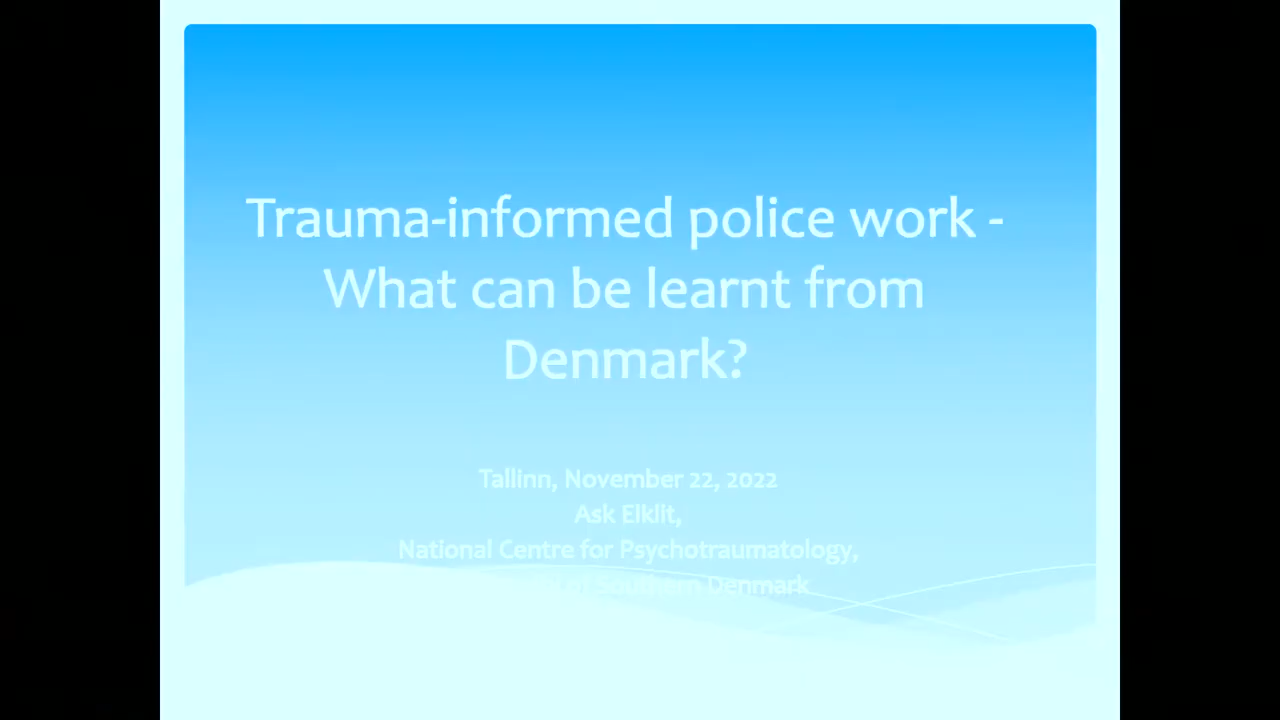 Trauma-informed police work -
What can be learnt from
Denmark?
Tallinn, November 22, 2022
Ask Elklit,
National Centre for Psychotraumatology,
of Southern Denmark